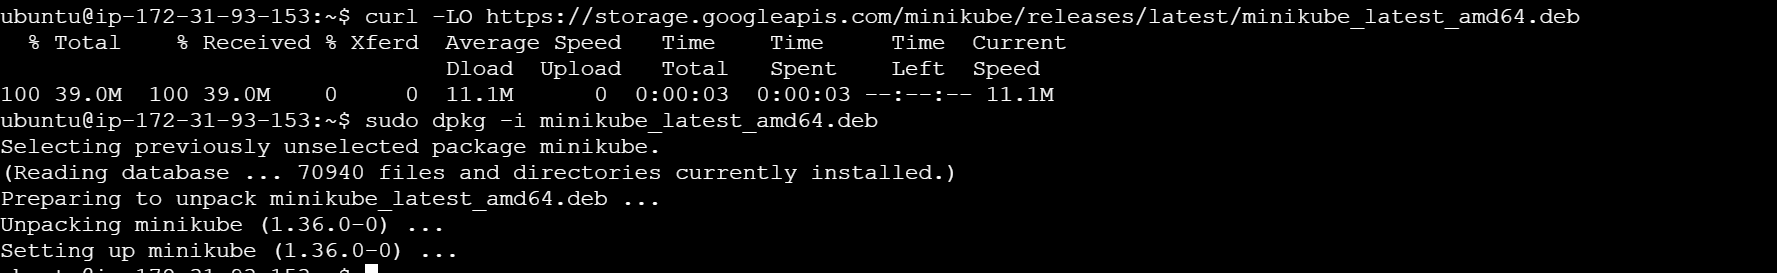 ubuntu@ip-172-31-93-153:~$ curl -LO https://storage.googleapis.com/minikube/releases/latest/minikube_latest_amd64.deb
% Total % Received % Xferd Average Speed Time Time Time Current
Dload Upload Total Spent Left Speed
100 39.0M 100 39.0M 0 0 11.1M 0 0:00:03 0:00:03 --:--:-- 11.1M
ubuntu@ip-172-31-93-153:~$ sudo dpkg -i minikube_latest_amd64.deb
Selecting previously unselected package minikube.
(Reading database ... 70940 files and directories currently installed.)
Preparing to unpack minikube_latest_amd64.deb ...
Unpacking minikube (1.36.0-0) ...
Setting up minikube (1.36.0-0) ...